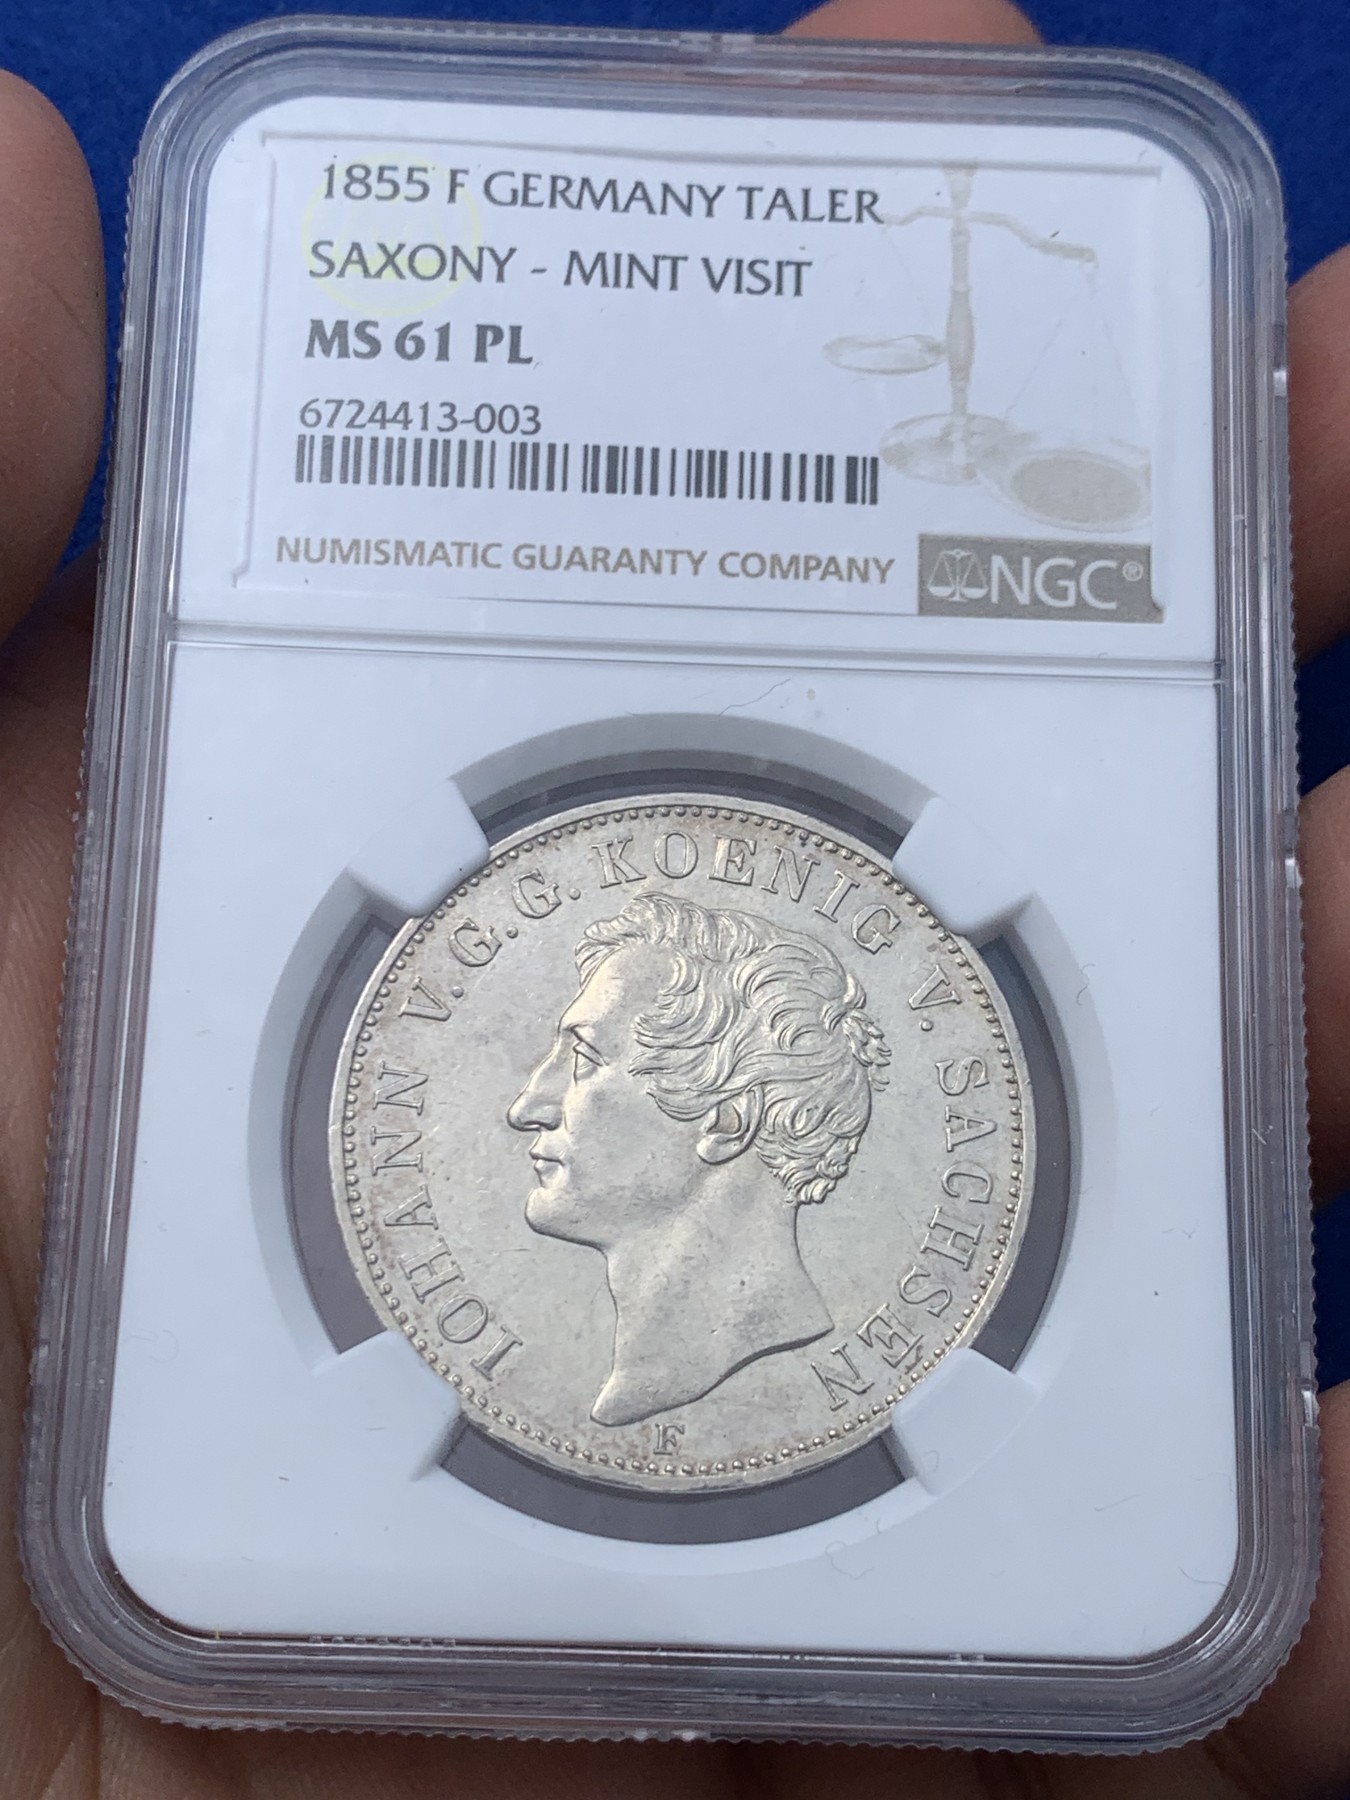 1855 F GERMANY TALER
SAXONY - MINT VISIT
MS 61 PL
6724413-003
NUMISMATIC GUARANTY COMPANY
NGC®
IOHANN V. G. G. KOENIG V. SACHSEN
F